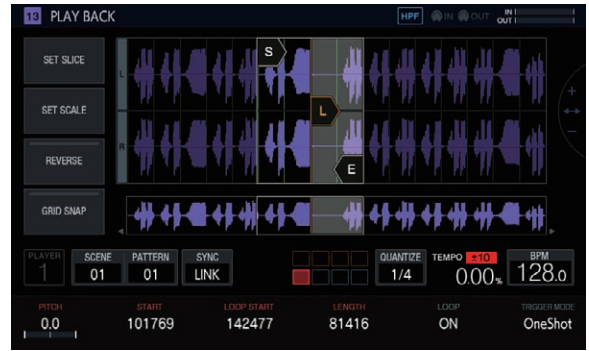 13 PLAY BACK HPF IN OUT IN OUT
SET SLICE
SET SCALE
REVERSE
GRID SNAP
L
R
S
L
E
+
−
PLAYER 1
SCENE 01
PATTERN 01
SYNC LINK
QUANTIZE 1/4
TEMPO ±10 0.00%
BPM 128.0
PITCH START LOOP START LENGTH LOOP TRIGGER MODE
0.0 101769 142477 81416 ON OneShot